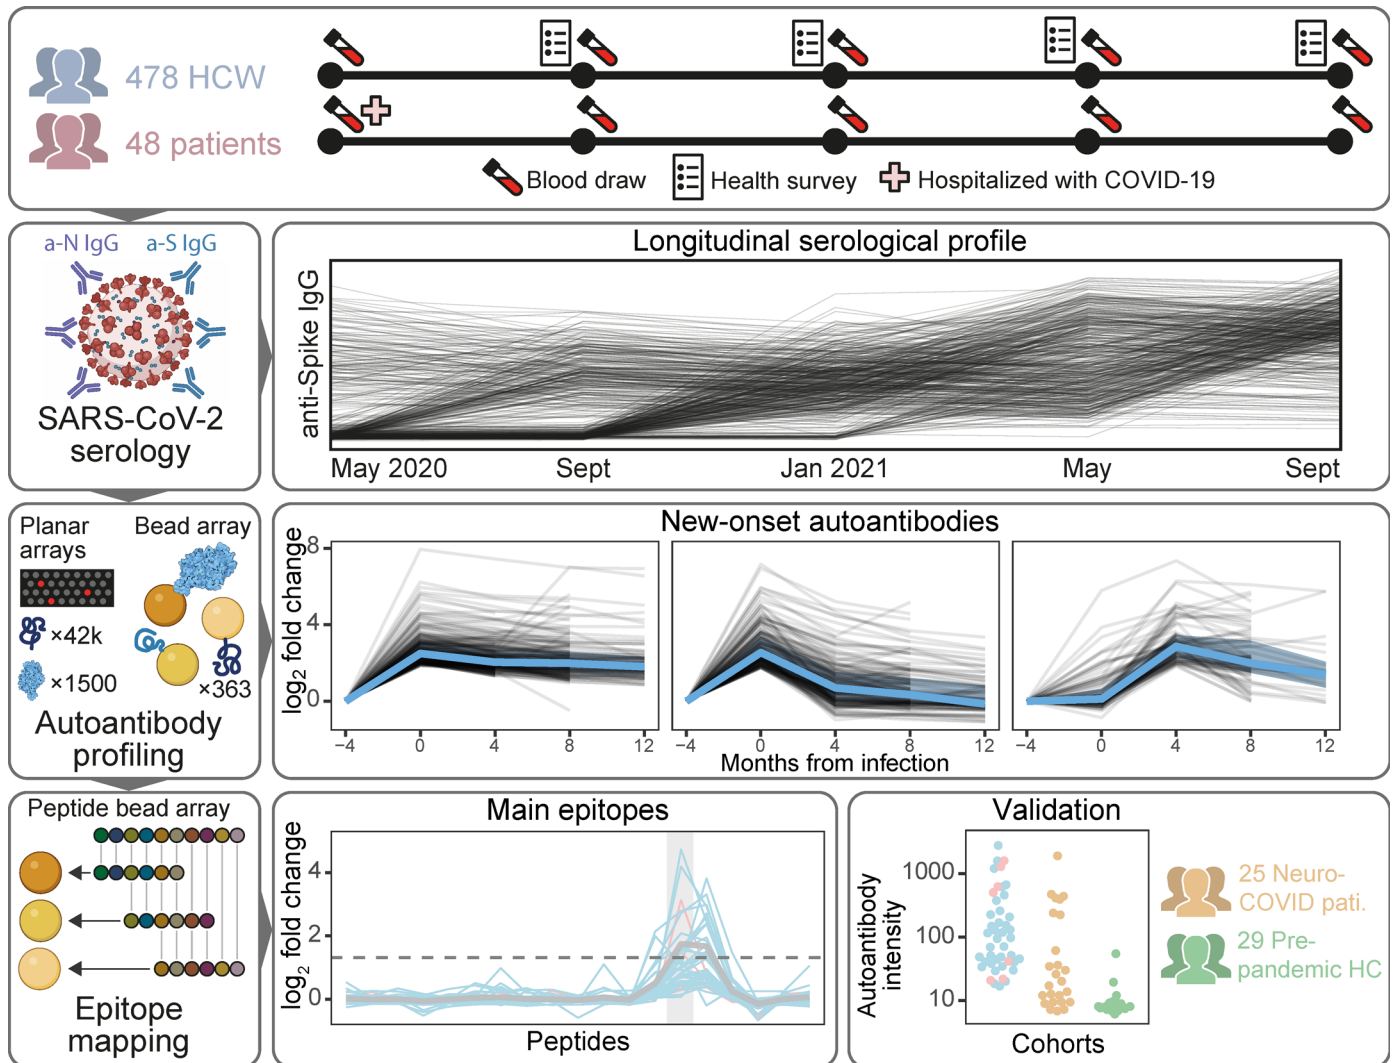 478 HCW
48 patients
Blood draw
Health survey
Hospitalized with COVID-19
a-N IgG
a-S IgG
SARS-CoV-2
serology
Longitudinal serological profile
anti-Spike IgG
May 2020
Sept
Jan 2021
May
Sept
Planar
arrays
Bead array
×42k
×1500
×363
Autoantibody
profiling
New-onset autoantibodies
log2 fold change
8
4
0
−4
0
4
8
12
−4
0
4
8
12
−4
0
4
8
12
Months from infection
Peptide bead array
Epitope
mapping
Main epitopes
log2 fold change
4
2
0
Peptides
Validation
Autoantibody
intensity
1000
100
10
Cohorts
25 Neuro-
COVID pati.
29 Pre-
pandemic HC